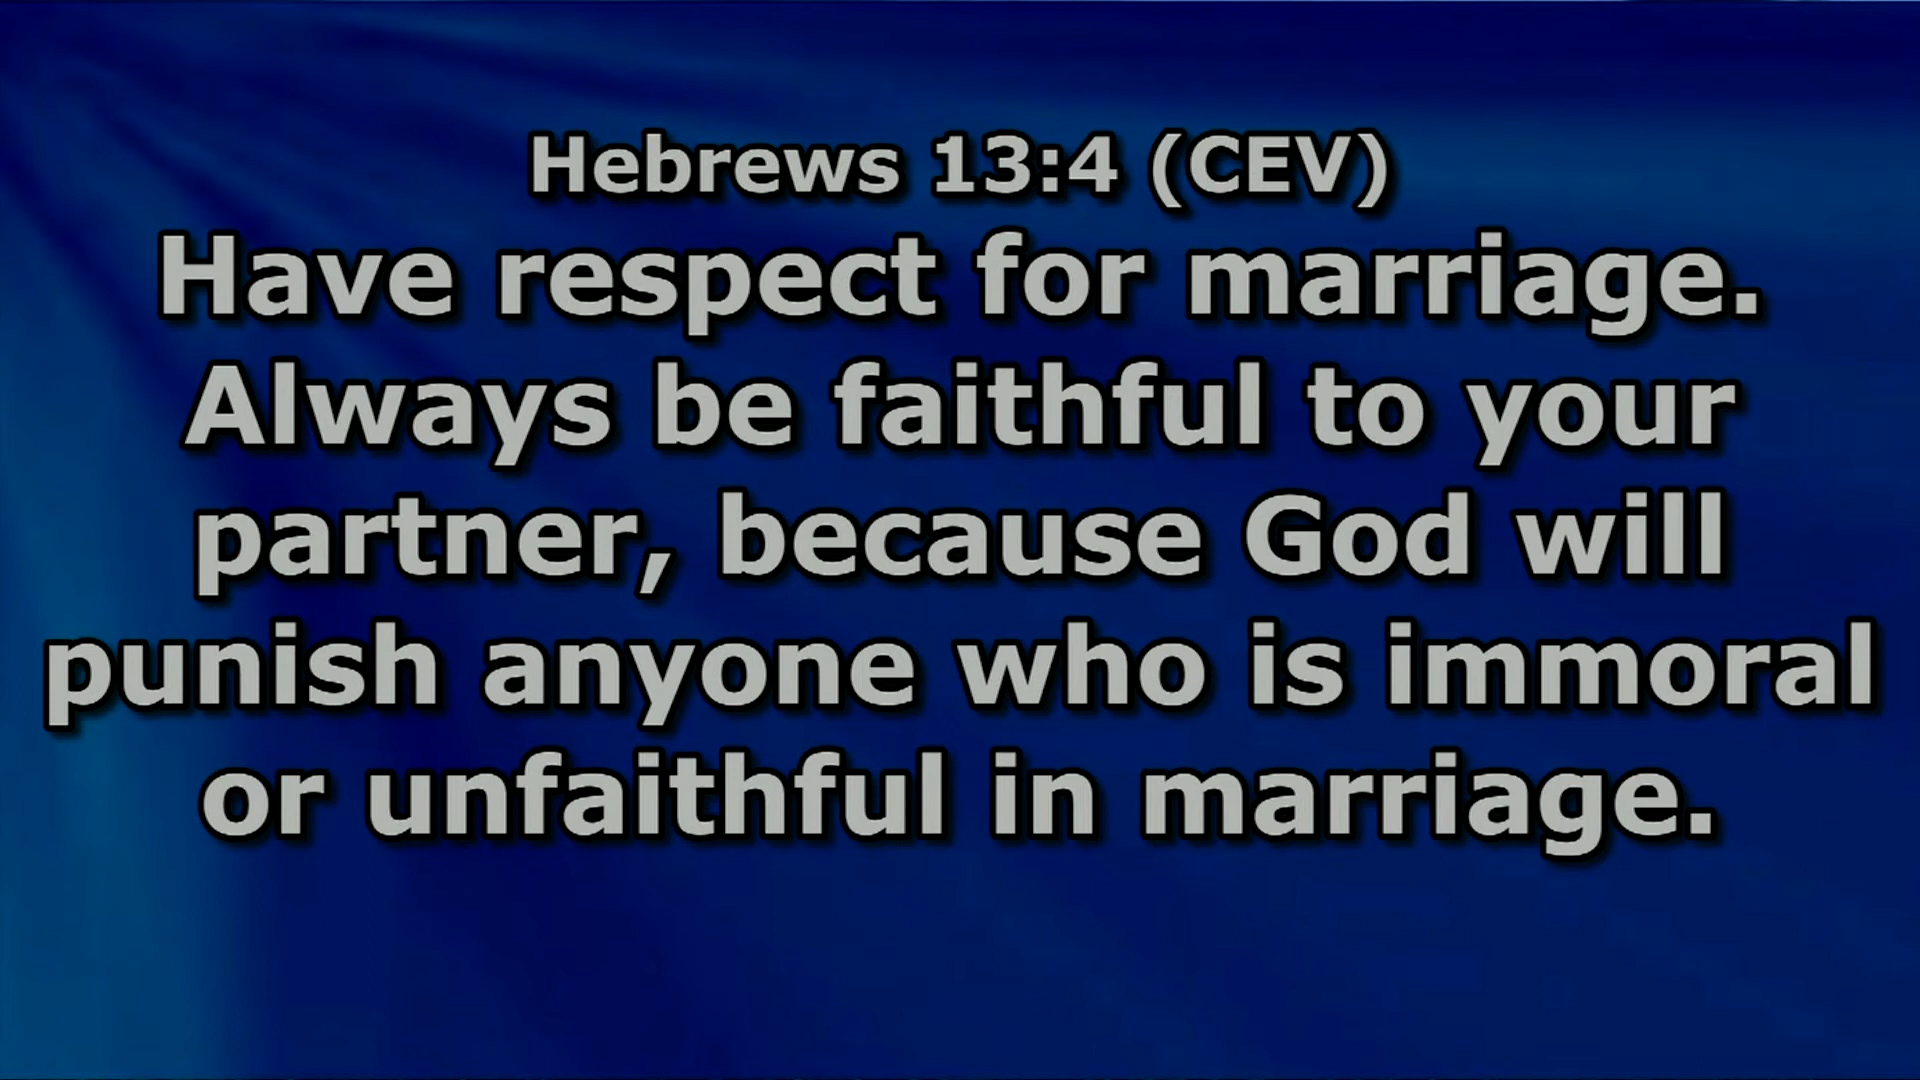 Hebrews 13:4 (CEV)
Have respect for marriage.
Always be faithful to your
partner, because God will
punish anyone who is immoral
or unfaithful in marriage.